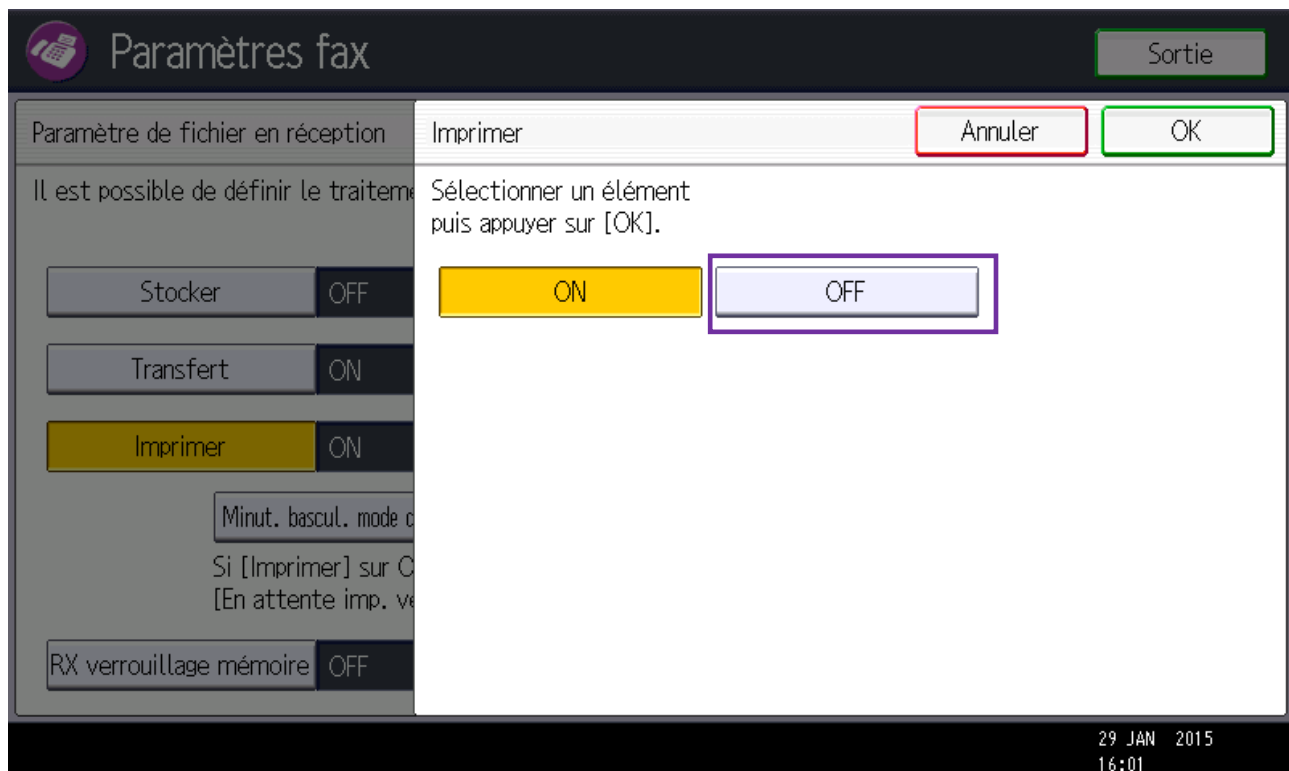 Paramètres fax
Sortie
Paramètre de fichier en réception
Il est possible de définir le traiteme
Stocker OFF
Transfert ON
Imprimer ON
Minut. bascul. mode
Si [Imprimer] sur
[En attente imp.
RX verrouillage mémoire OFF
Imprimer
Annuler
OK
Sélectionner un élément
puis appuyer sur [OK].
ON
OFF
29 JAN 2015
16:01